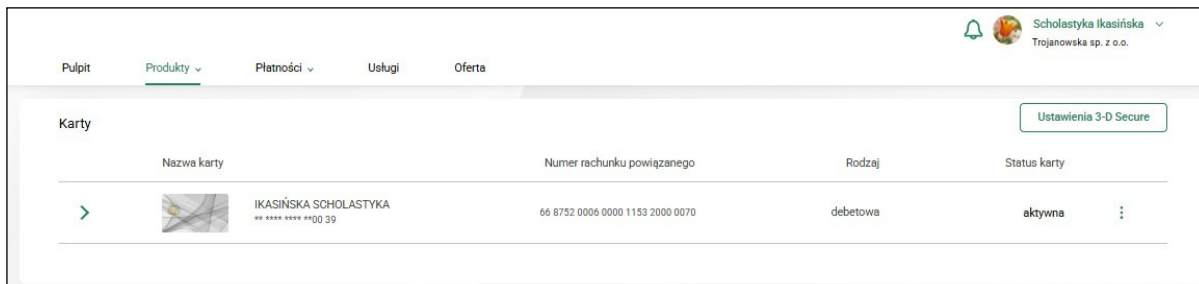 Scholastyka Ikasińska
Trojanowska sp. z o.o.
Pulpit Produkty Płatności Usługi Oferta
Karty
Ustawienia 3-D Secure
Nazwa karty Numer rachunku powiązanego Rodzaj Status karty
IKASIŃSKA SCHOLASTYKA
** **** **** **00 39
66 8752 0006 0000 1153 2000 0070 debetowa aktywna